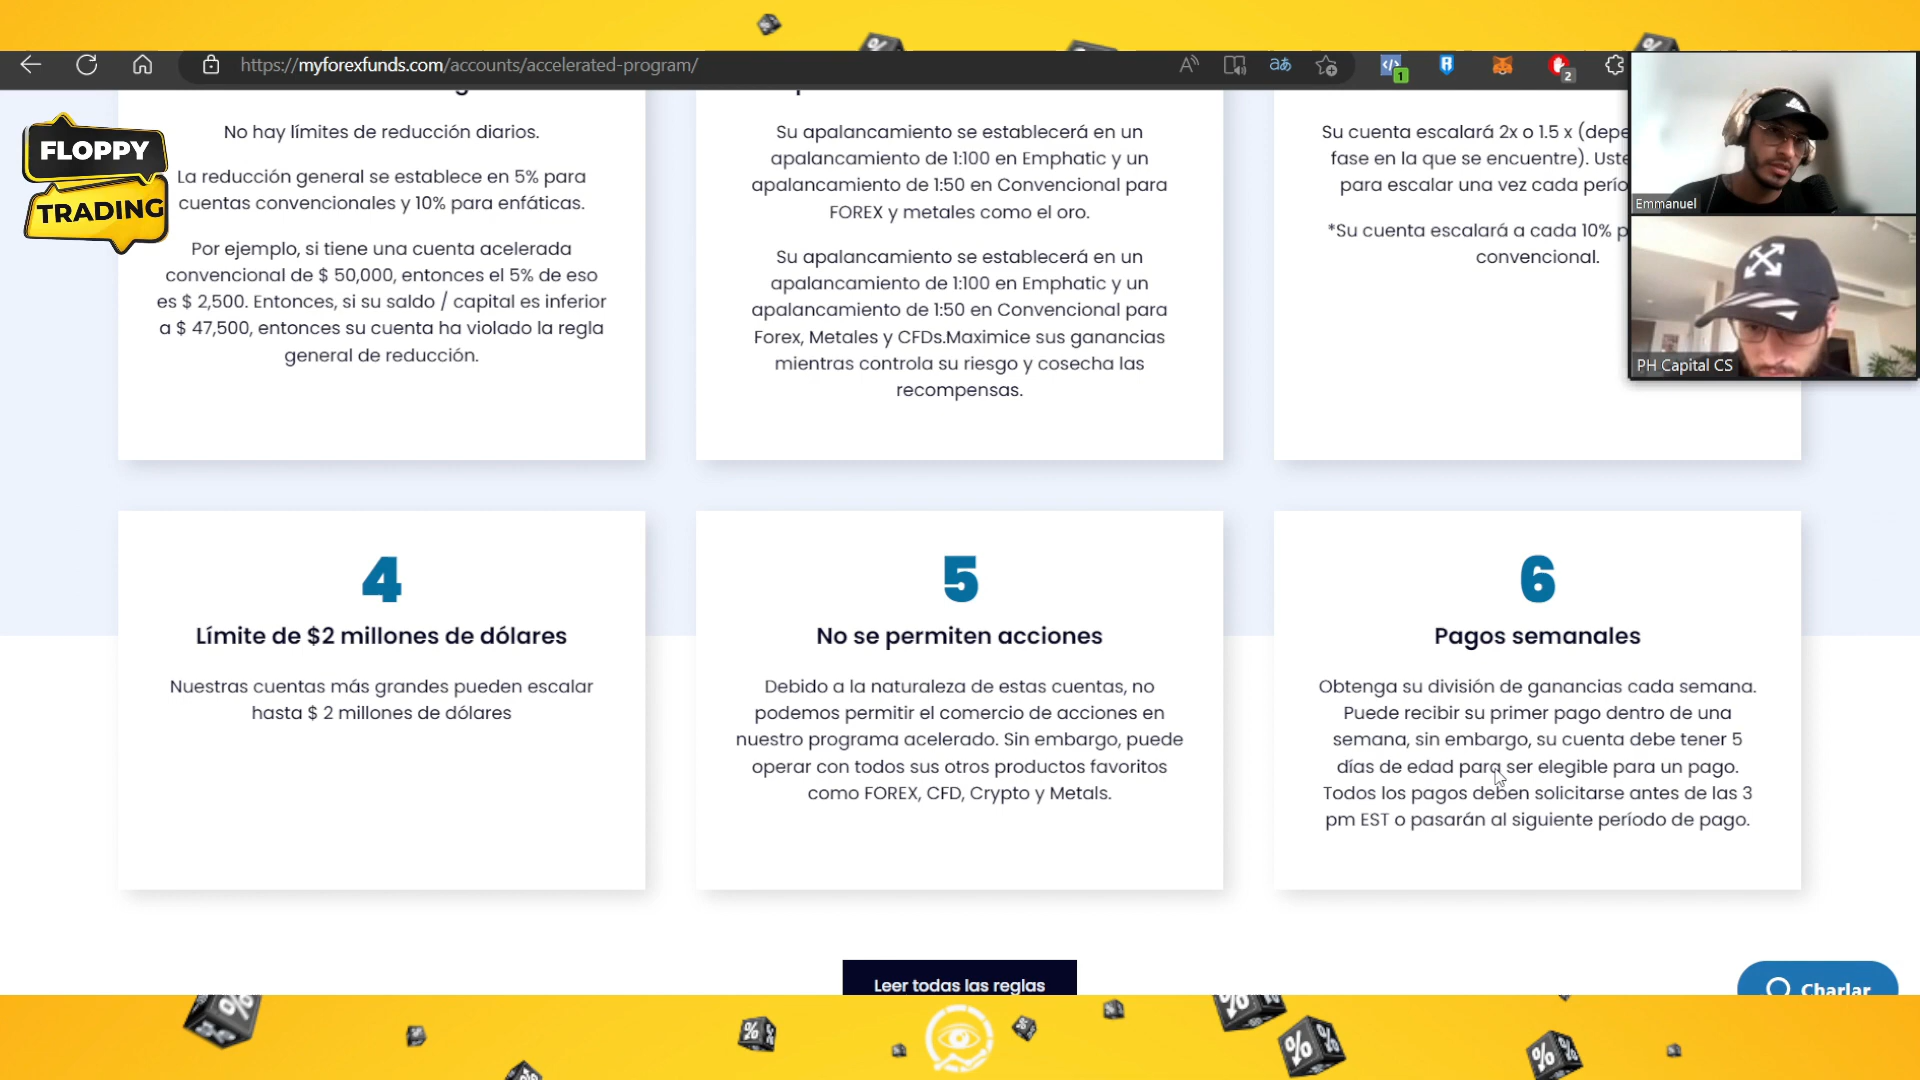 https://myforexfunds.com/accounts/accelerated-program/
1
2
FLOPPY
TRADING
No hay límites de reducción diarios.
La reducción general se establece en 5% para
cuentas convencionales y 10% para enfáticas.
Por ejemplo, si tiene una cuenta acelerada
convencional de $ 50,000, entonces el 5% de eso
es $ 2,500. Entonces, si su saldo / capital es inferior
a $ 47,500, entonces su cuenta ha violado la regla
general de reducción.
Su apalancamiento se establecerá en un
apalancamiento de 1:100 en Emphatic y un
apalancamiento de 1:50 en Convencional para
FOREX y metales como el oro.
Su apalancamiento se establecerá en un
apalancamiento de 1:100 en Emphatic y un
apalancamiento de 1:50 en Convencional para
Forex, Metales y CFDs.Maximice sus ganancias
mientras controla su riesgo y cosecha las
recompensas.
Su cuenta escalará 2x o 1.5 x (depe
fase en la que se encuentre). Uste
para escalar una vez cada perío
*Su cuenta escalará a cada 10% p
convencional.
Emmanuel
PH Capital CS
4
Límite de $2 millones de dólares
Nuestras cuentas más grandes pueden escalar
hasta $ 2 millones de dólares
5
No se permiten acciones
Debido a la naturaleza de estas cuentas, no
podemos permitir el comercio de acciones en
nuestro programa acelerado. Sin embargo, puede
operar con todos sus otros productos favoritos
como FOREX, CFD, Crypto y Metals.
6
Pagos semanales
Obtenga su división de ganancias cada semana.
Puede recibir su primer pago dentro de una
semana, sin embargo, su cuenta debe tener 5
días de edad para ser elegible para un pago.
Todos los pagos deben solicitarse antes de las 3
pm EST o pasarán al siguiente período de pago.
Leer todas las reglas
Charlar